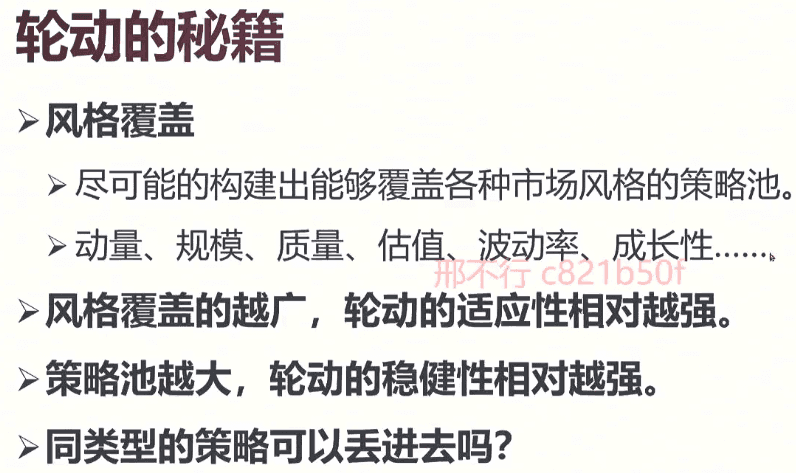 轮动的秘籍
➢风格覆盖
➢尽可能的构建出能够覆盖各种市场风格的策略池。
➢动量、规模、质量、估值、波动率、成长性……
邢不行 c821b50f
➢风格覆盖的越广，轮动的适应性相对越强。
➢策略池越大，轮动的稳健性相对越强。
➢同类型的策略可以丢进去吗？